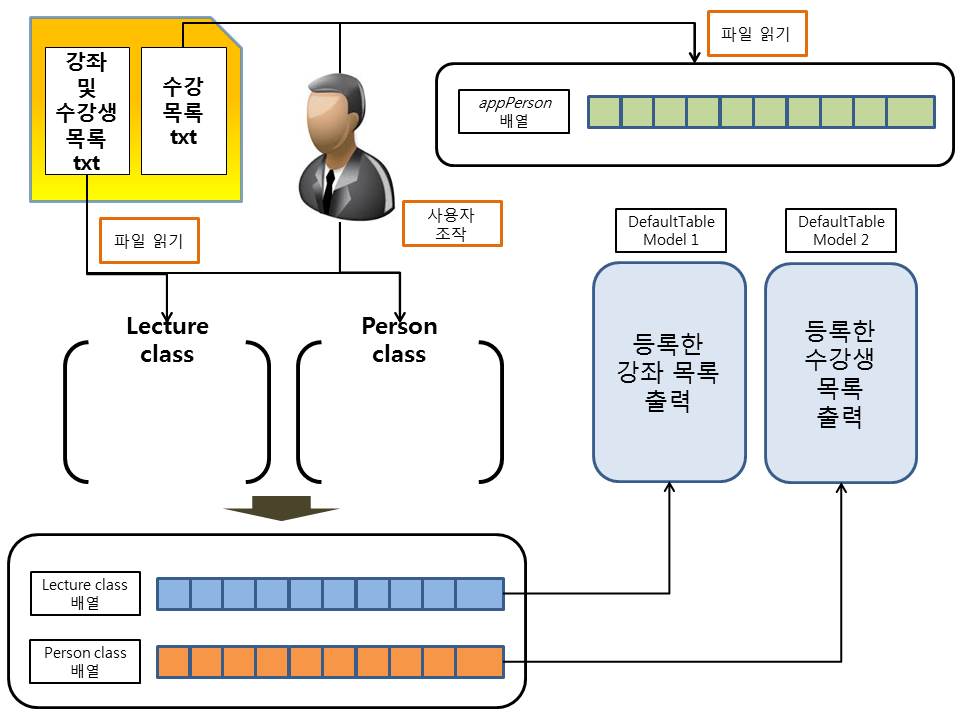 강좌
및
수강생
목록
txt
수강
목록
txt
파일 읽기
appPerson
배열
사용자
조작
파일 읽기
DefaultTable
Model 1
DefaultTable
Model 2
Lecture
class
Person
class
등록한
강좌 목록
출력
등록한
수강생
목록
출력
Lecture class
배열
Person class
배열